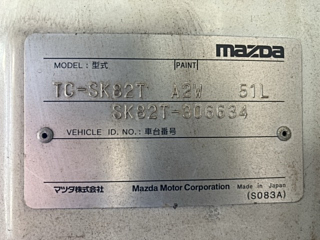 mazda
MODEL: 型式 PAINT
TC-SK82T A2W 51L
SK82T-306634
VEHICLE ID. NO.: 車台番号
マツダ株式会社 Mazda Motor Corporation Made in Japan
(S083A)